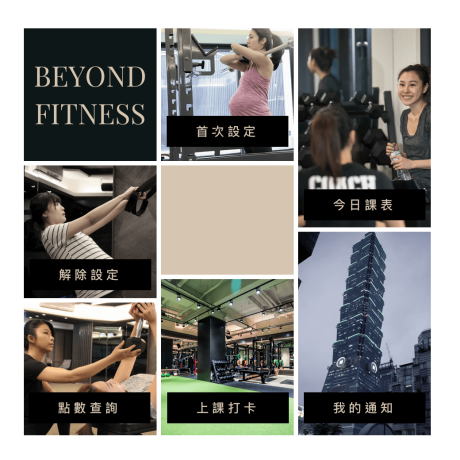 BEYOND
FITNESS
首次設定
今日課表
解除設定
點數查詢
上課打卡
我的通知
COACH